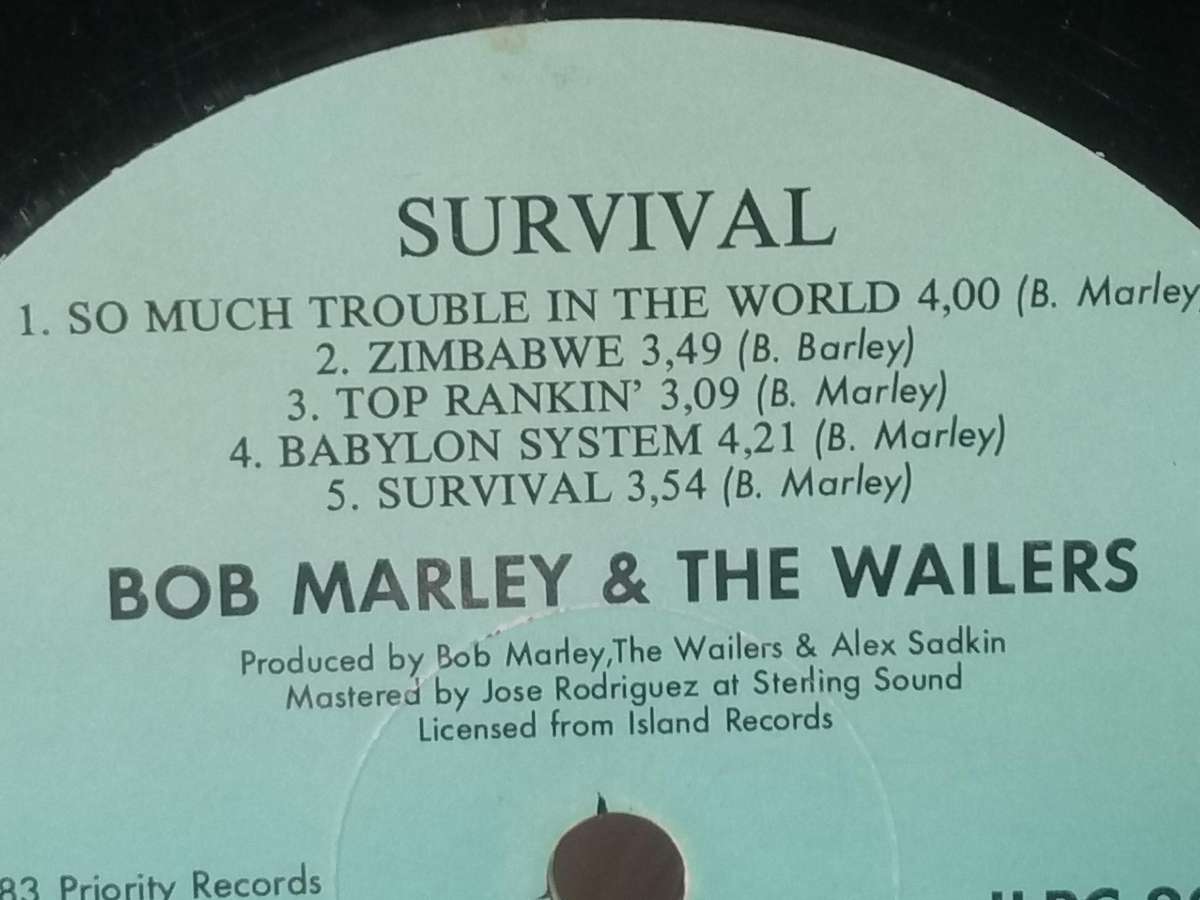 SURVIVAL
1. SO MUCH TROUBLE IN THE WORLD 4,00 (B. Marley
2. ZIMBABWE 3,49 (B. Barley)
3. TOP RANKIN' 3,09 (B. Marley)
4. BABYLON SYSTEM 4,21 (B. Marley)
5. SURVIVAL 3,54 (B. Marley)
BOB MARLEY & THE WAILERS
Produced by Bob Marley,The Wailers & Alex Sadkin
Mastered by Jose Rodriguez at Sterling Sound
Licensed from Island Records
83 Priority Records